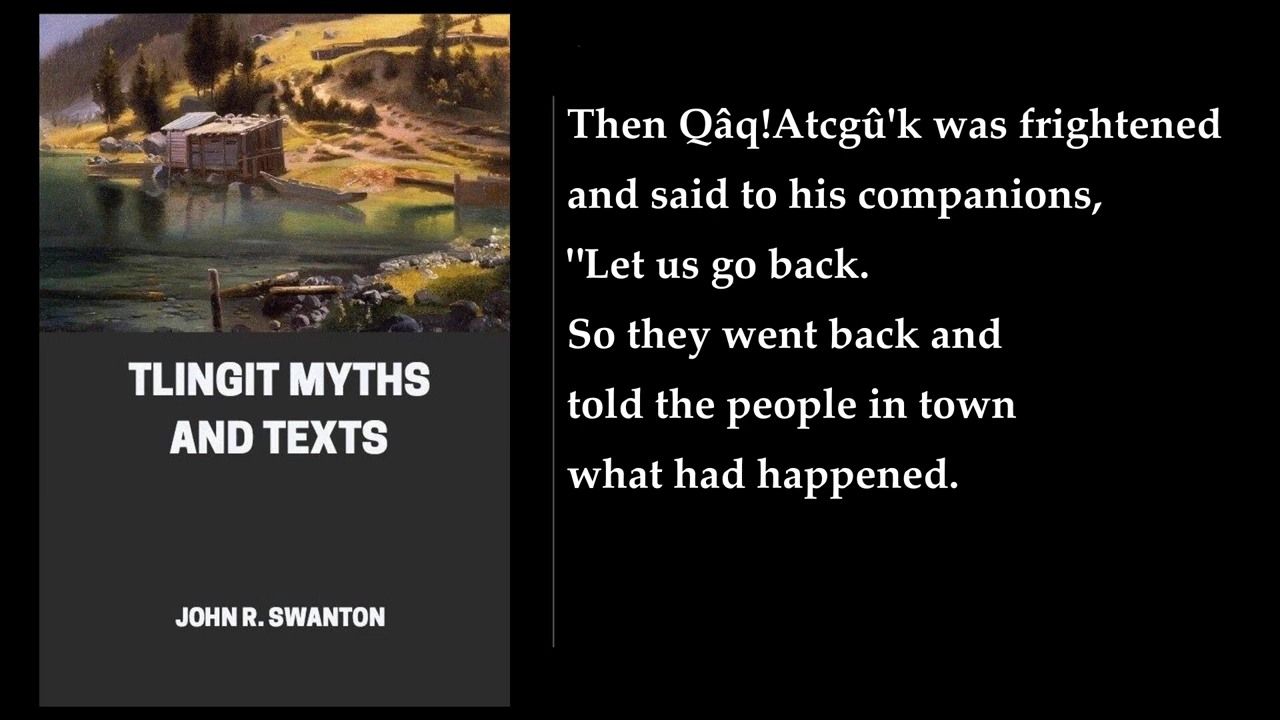 TLINGIT MYTHS
AND TEXTS
JOHN R. SWANTON
Then Qâq!Atcgû'k was frightened
and said to his companions,
"Let us go back.
So they went back and
told the people in town
what had happened.